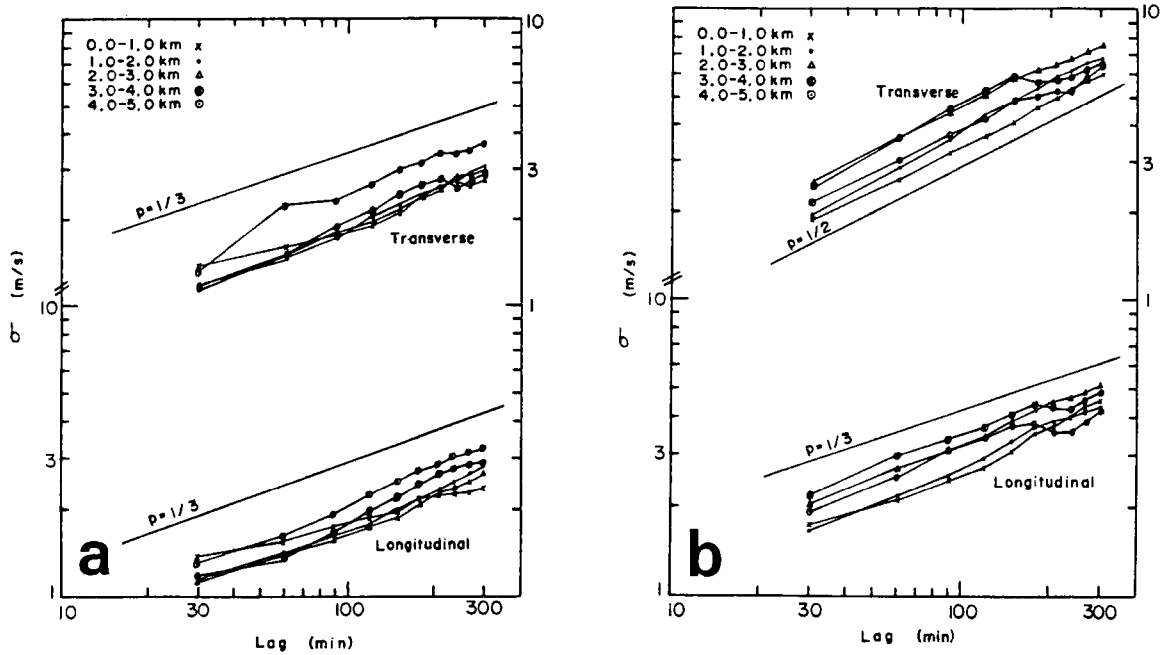 0.0-1.0 km x
1.0-2.0 km
2.0-3.0 km
3.0-4.0 km
4.0-5.0 km
p=1/3
Transverse
10
3
1
σ (m/s)
10
3
1
p=1/3
Longitudinal
a
10 30 100 300
Lag (min)
0.0-1.0 km x
1.0-2.0 km
2.0-3.0 km
3.0-4.0 km
4.0-5.0 km
Transverse
p=1/2
10
3
1
σ (m/s)
10
3
1
p=1/3
Longitudinal
b
10 30 100 300
Lag (min)